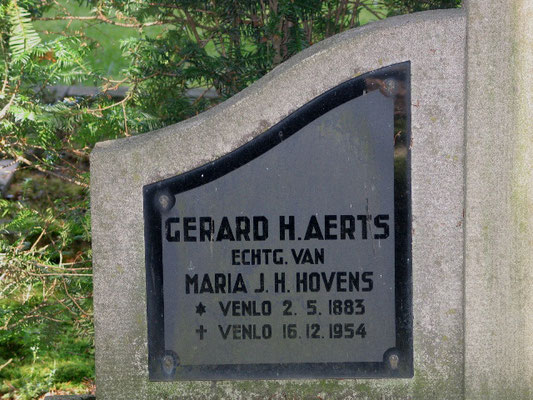 GERARD H. AERTS
ECHTG. VAN
MARIA J. H. HOVENS
* VENLO 2. 5. 1883
✝ VENLO 16. 12. 1954